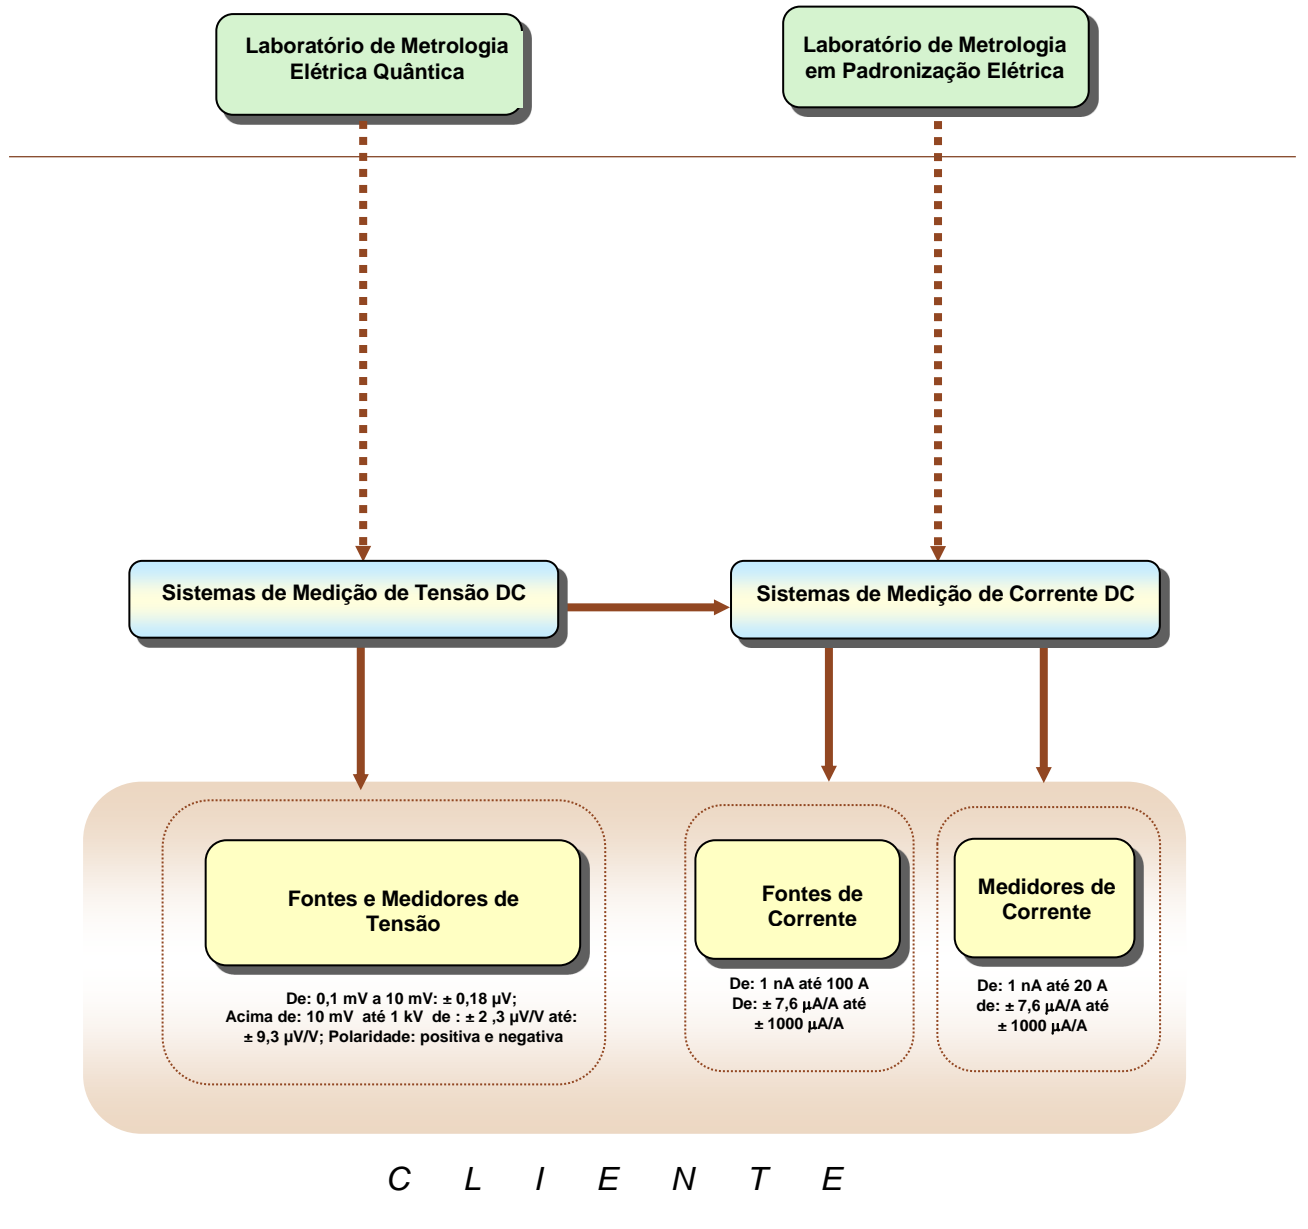 Laboratório de Metrologia
Elétrica Quântica
Laboratório de Metrologia
em Padronização Elétrica
Sistemas de Medição de Tensão DC
Sistemas de Medição de Corrente DC
Fontes e Medidores de
Tensão
De: 0,1 mV a 10 mV: ± 0,18 µV;
Acima de: 10 mV até 1 kV de : ± 2 ,3 µV/V até:
± 9,3 µV/V; Polaridade: positiva e negativa
Fontes de
Corrente
De: 1 nA até 100 A
De: ± 7,6 µA/A até
± 1000 µA/A
Medidores de
Corrente
De: 1 nA até 20 A
de: ± 7,6 µA/A até
± 1000 µA/A
C L I E N T E